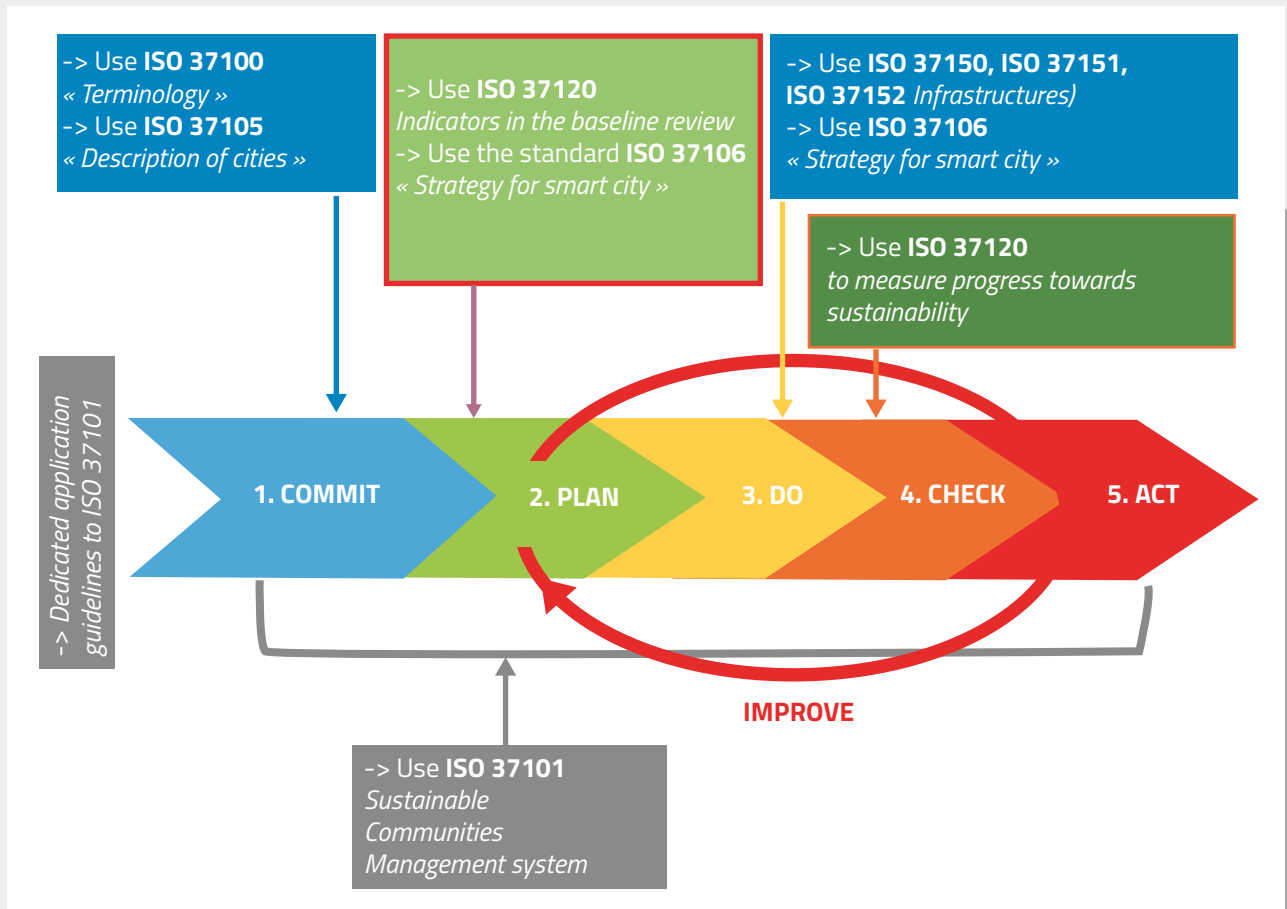 -> Use ISO 37100
« Terminology »
-> Use ISO 37105
« Description of cities »
-> Use ISO 37120
Indicators in the baseline review
-> Use the standard ISO 37106
« Strategy for smart city »
-> Use ISO 37150, ISO 37151,
ISO 37152 Infrastructures)
-> Use ISO 37106
« Strategy for smart city »
-> Use ISO 37120
to measure progress towards
sustainability
-> Dedicated application
guidelines to ISO 37101
1. COMMIT
2. PLAN
3. DO
4. CHECK
5. ACT
IMPROVE
-> Use ISO 37101
Sustainable
Communities
Management system